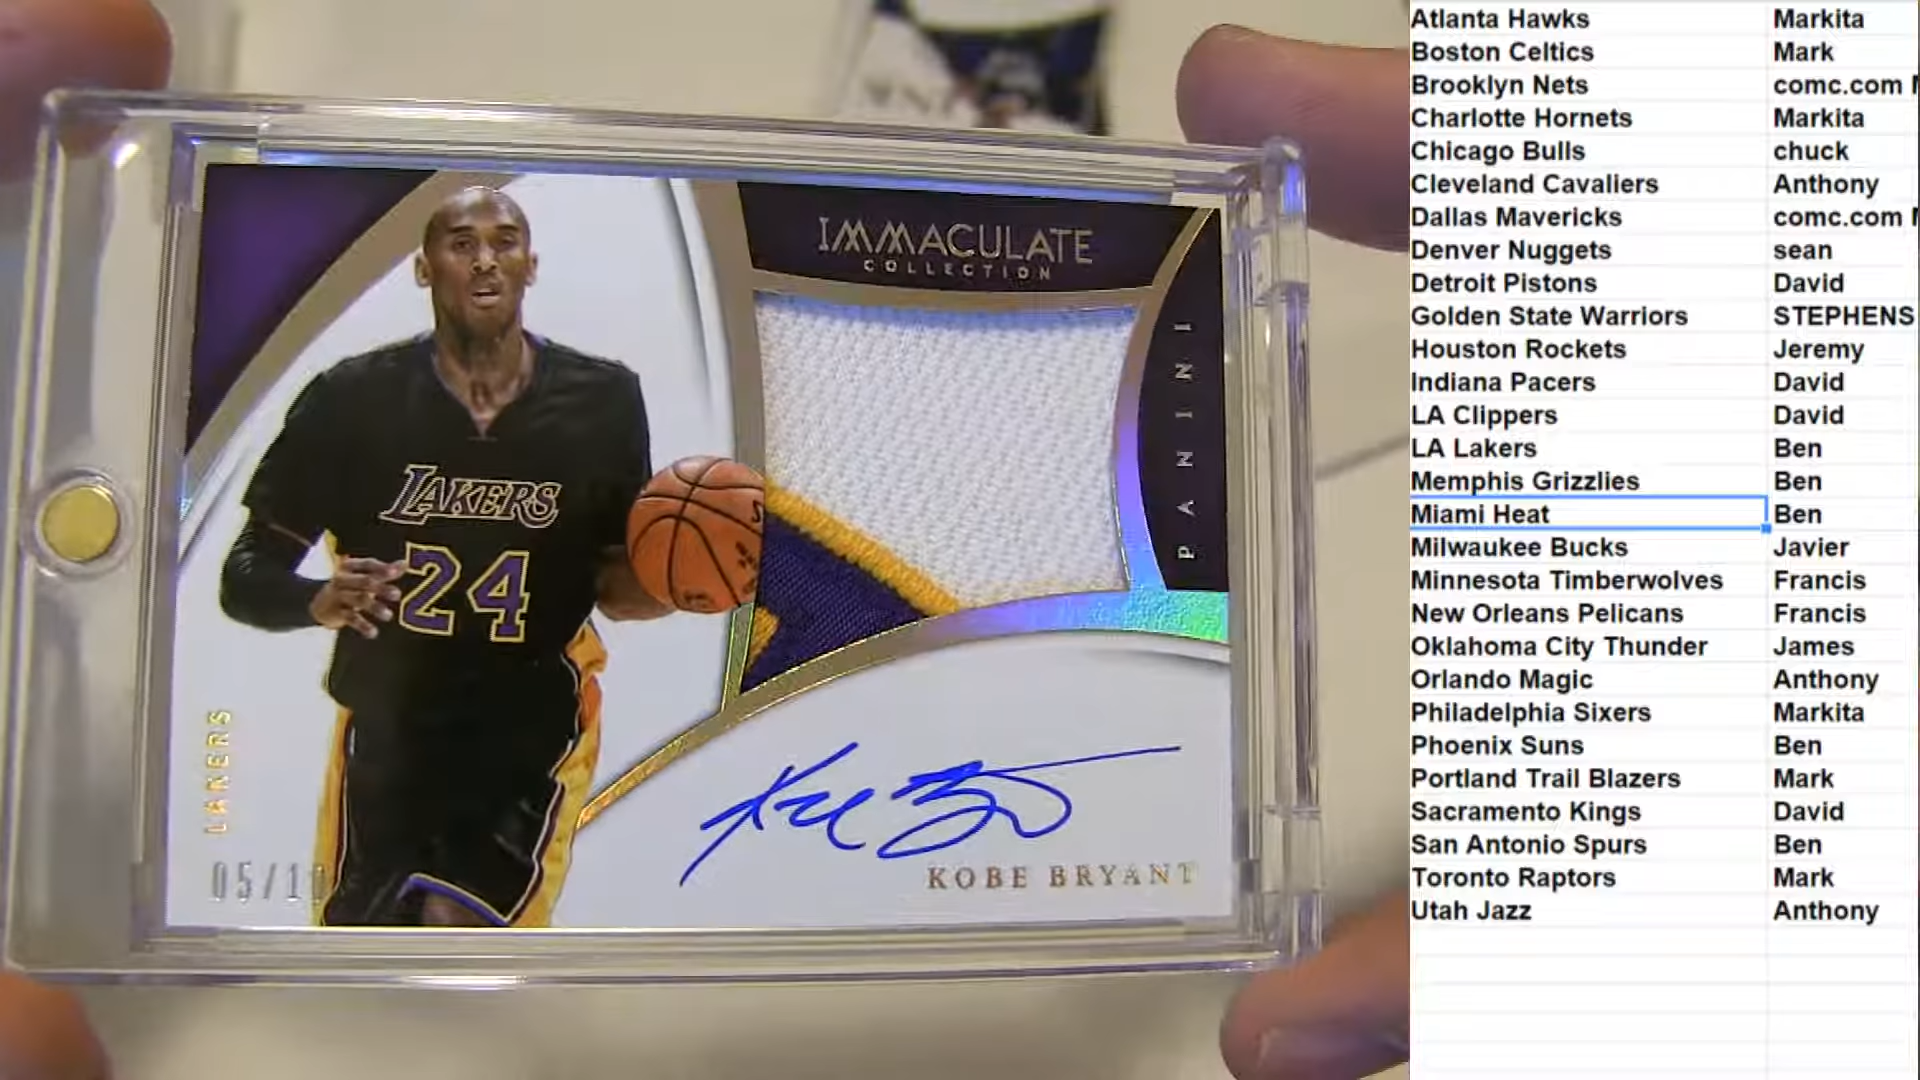 IMMACULATE
COLLECTION
PANINI
LAKERS
24
LAKERS
KOBE BRYANT
Atlanta Hawks Markita
Boston Celtics Mark
Brooklyn Nets comc.com
Charlotte Hornets Markita
Chicago Bulls chuck
Cleveland Cavaliers Anthony
Dallas Mavericks comc.com
Denver Nuggets sean
Detroit Pistons David
Golden State Warriors STEPHENS
Houston Rockets Jeremy
Indiana Pacers David
LA Clippers David
LA Lakers Ben
Memphis Grizzlies Ben
Miami Heat Ben
Milwaukee Bucks Javier
Minnesota Timberwolves Francis
New Orleans Pelicans Francis
Oklahoma City Thunder James
Orlando Magic Anthony
Philadelphia Sixers Markita
Phoenix Suns Ben
Portland Trail Blazers Mark
Sacramento Kings David
San Antonio Spurs Ben
Toronto Raptors Mark
Utah Jazz Anthony